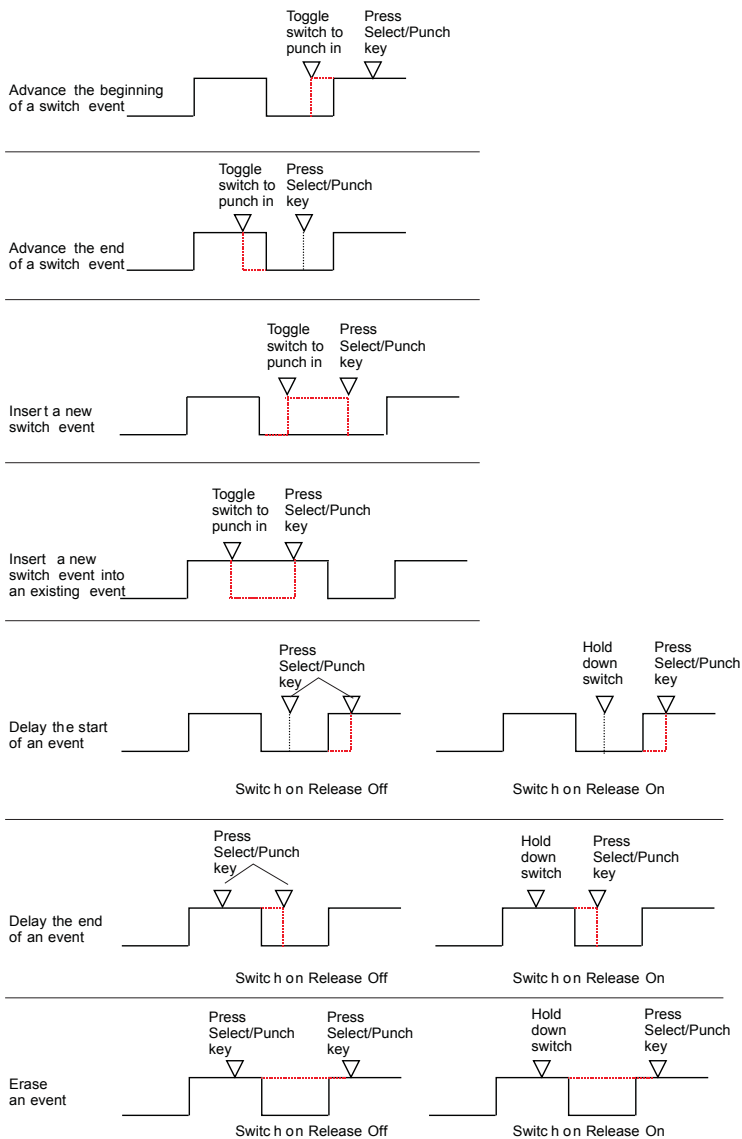 Toggle
switch to
punch in
Press
Select/Punch
key
Advance the beginning
of a switch event
Toggle
switch to
punch in
Press
Select/Punch
key
Advance the end
of a switch event
Toggle
switch to
punch in
Press
Select/Punch
key
Insert a new
switch event
Toggle
switch to
punch in
Press
Select/Punch
key
Insert a new
switch event into
an existing event
Press
Select/Punch
key
Hold
down
switch
Press
Select/Punch
key
Delay the start
of an event
Switch on Release Off
Switch on Release On
Press
Select/Punch
key
Hold
down
switch
Press
Select/Punch
key
Delay the end
of an event
Switch on Release Off
Switch on Release On
Press
Select/Punch
key
Press
Select/Punch
key
Hold
down
switch
Press
Select/Punch
key
Erase
an event
Switch on Release Off
Switch on Release On